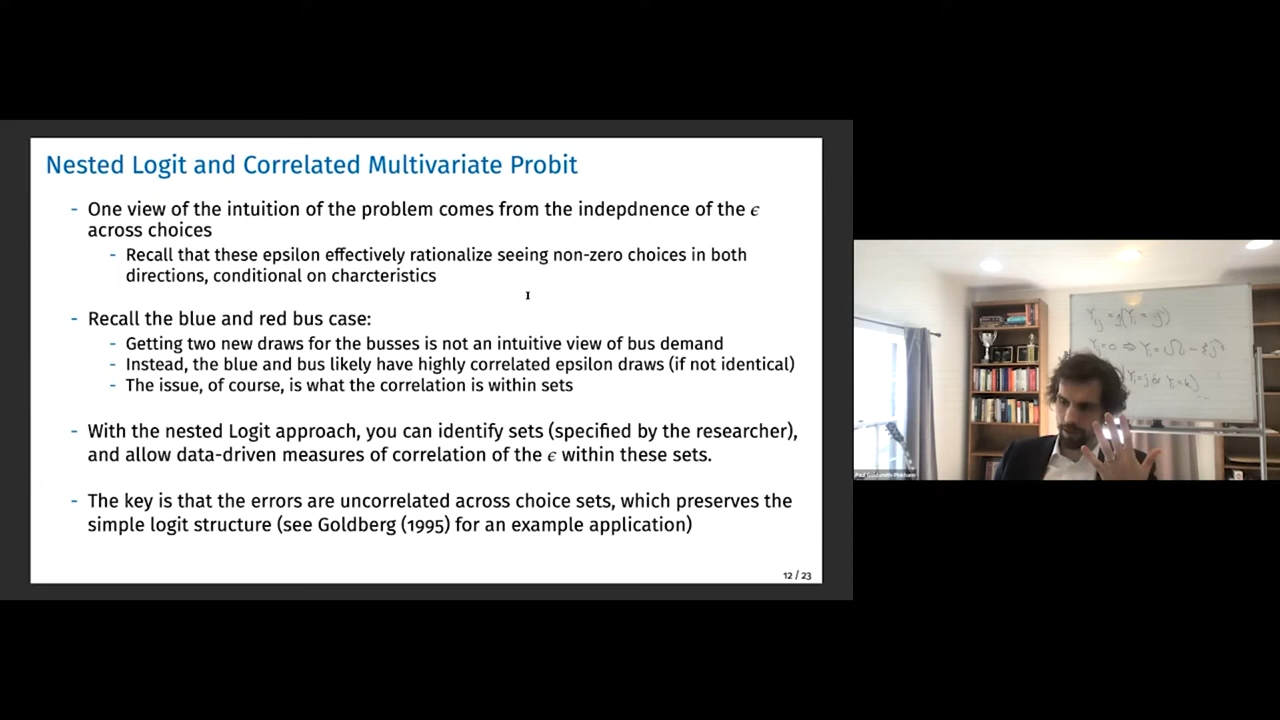 Nested Logit and Correlated Multivariate Probit
- One view of the intuition of the problem comes from the indepdnence of the ϵ
across choices
- Recall that these epsilon effectively rationalize seeing non-zero choices in both
directions, conditional on charcteristics
- Recall the blue and red bus case:
- Getting two new draws for the busses is not an intuitive view of bus demand
- Instead, the blue and bus likely have highly correlated epsilon draws (if not identical)
- The issue, of course, is what the correlation is within sets
- With the nested Logit approach, you can identify sets (specified by the researcher),
and allow data-driven measures of correlation of the ϵ within these sets.
- The key is that the errors are uncorrelated across choice sets, which preserves the
simple logit structure (see Goldberg (1995) for an example application)
12 / 23
Paul Goldsmith-Pinkham